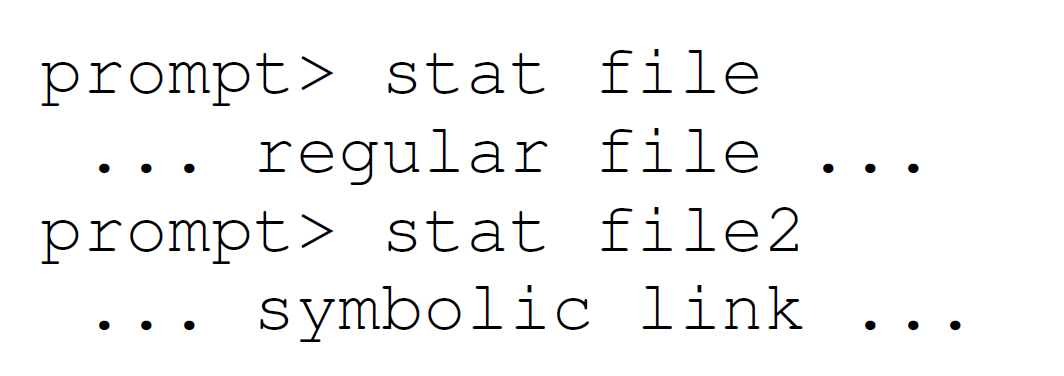 prompt> stat file
 ... regular file ...
prompt> stat file2
 ... symbolic link ...